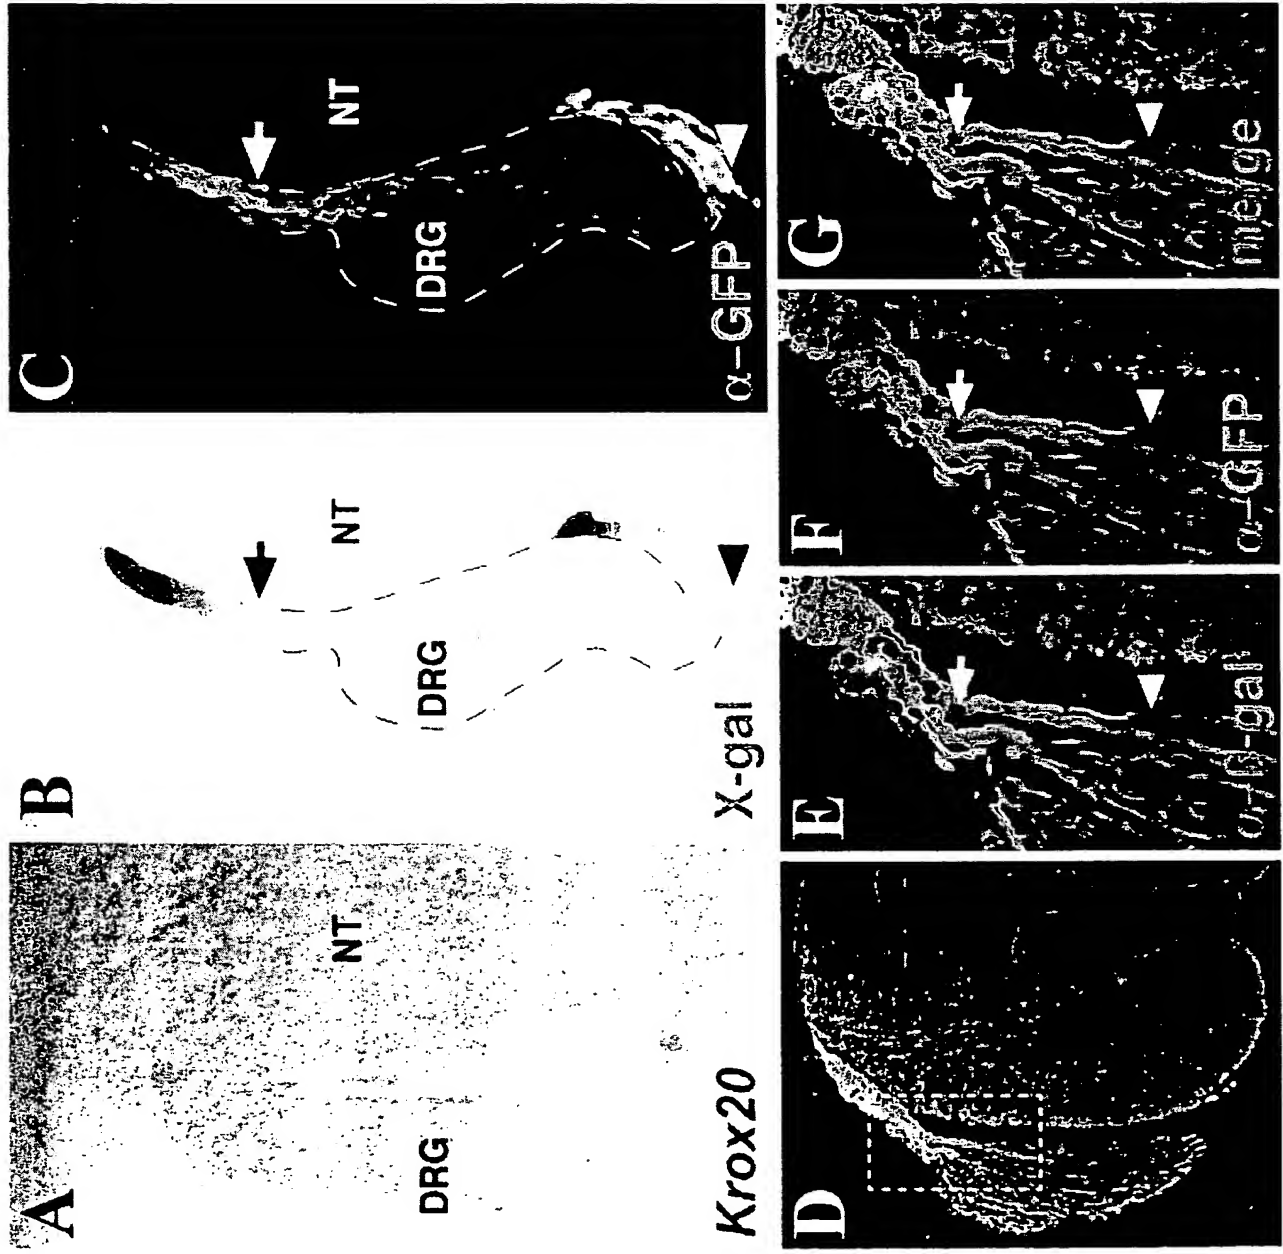 A
DRG
NT
Krox20
B
DRG
NT
X-gal
C
DRG
NT
α-GFP
D
E
α-β-gal
F
α-GFP
G
merge